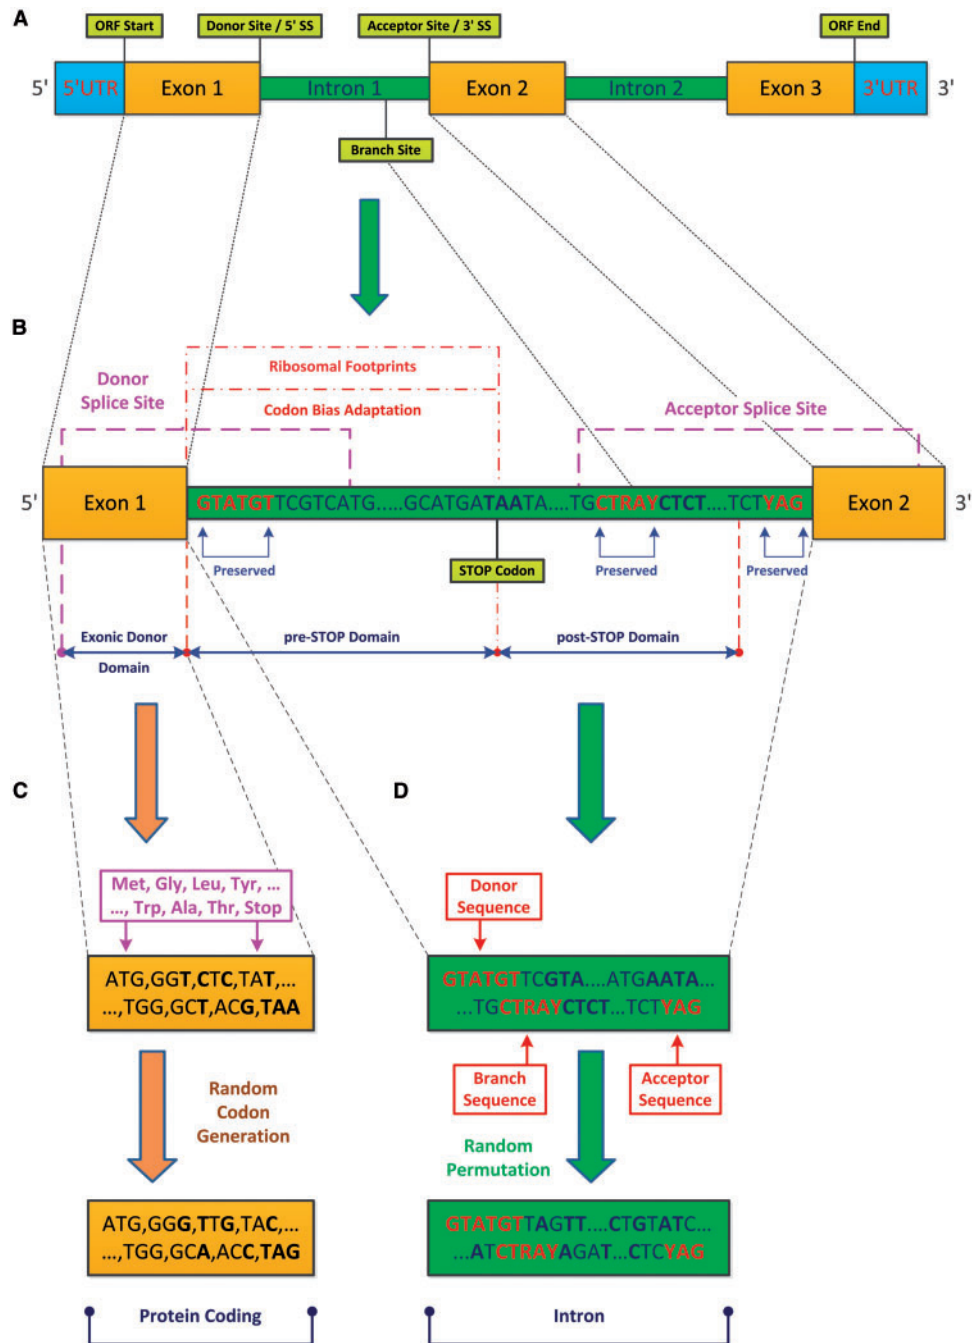 A
ORF Start
Donor Site / 5' SS
Acceptor Site / 3' SS
ORF End
5'
5'UTR
Exon 1
Intron 1
Exon 2
Intron 2
Exon 3
3'UTR
3'
Branch Site
B
Ribosomal Footprints
Donor
Splice Site
Codon Bias Adaptation
Acceptor Splice Site
5'
Exon 1
GTATGTTCGTCATG.....GCATGATAATA....TGCTRAYCTCT....TCTYAG
Exon 2
3'
Preserved
STOP Codon
Preserved
Preserved
Exonic Donor
Domain
pre-STOP Domain
post-STOP Domain
C
D
Met, Gly, Leu, Tyr, ...
..., Trp, Ala, Thr, Stop
Donor
Sequence
ATG,GGT,CTC,TAT,...
...,TGG,GCT,ACG,TAA
GTATGTTCGTA....ATGAATA...
...TGCTRAYCTCT...TCTYAG
Branch
Sequence
Acceptor
Sequence
Random
Codon
Generation
Random
Permutation
ATG,GGG,TTG,TAC,...
...,TGG,GCA,ACC,TAG
GTATGTTAGTT....CTGTATC...
...ATCTRAYAGAT...CTCYAG
Protein Coding
Intron